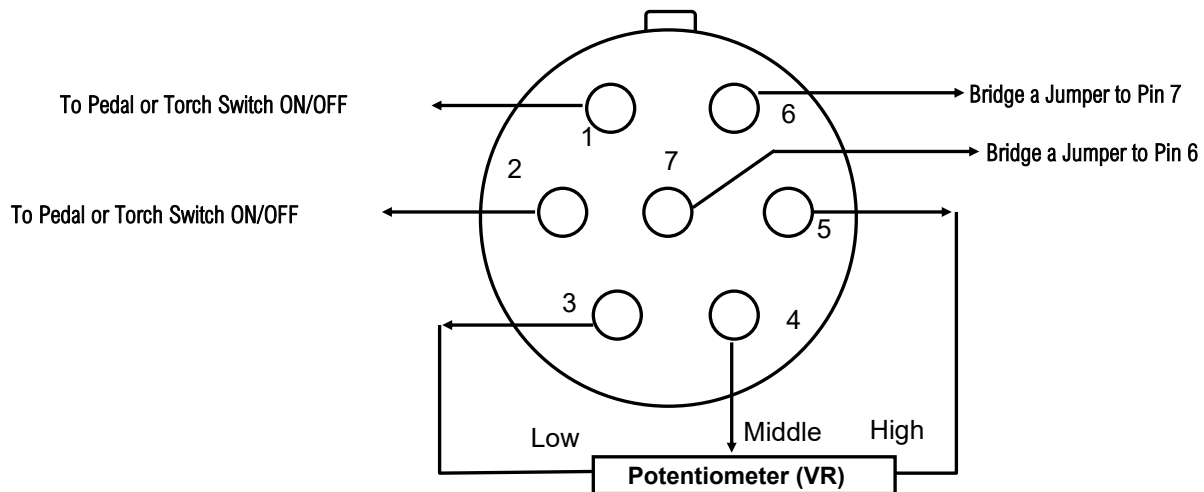 To Pedal or Torch Switch ON/OFF
1
6
Bridge a Jumper to Pin 7
2
7
Bridge a Jumper to Pin 6
To Pedal or Torch Switch ON/OFF
5
3
4
Low
Middle
High
Potentiometer (VR)